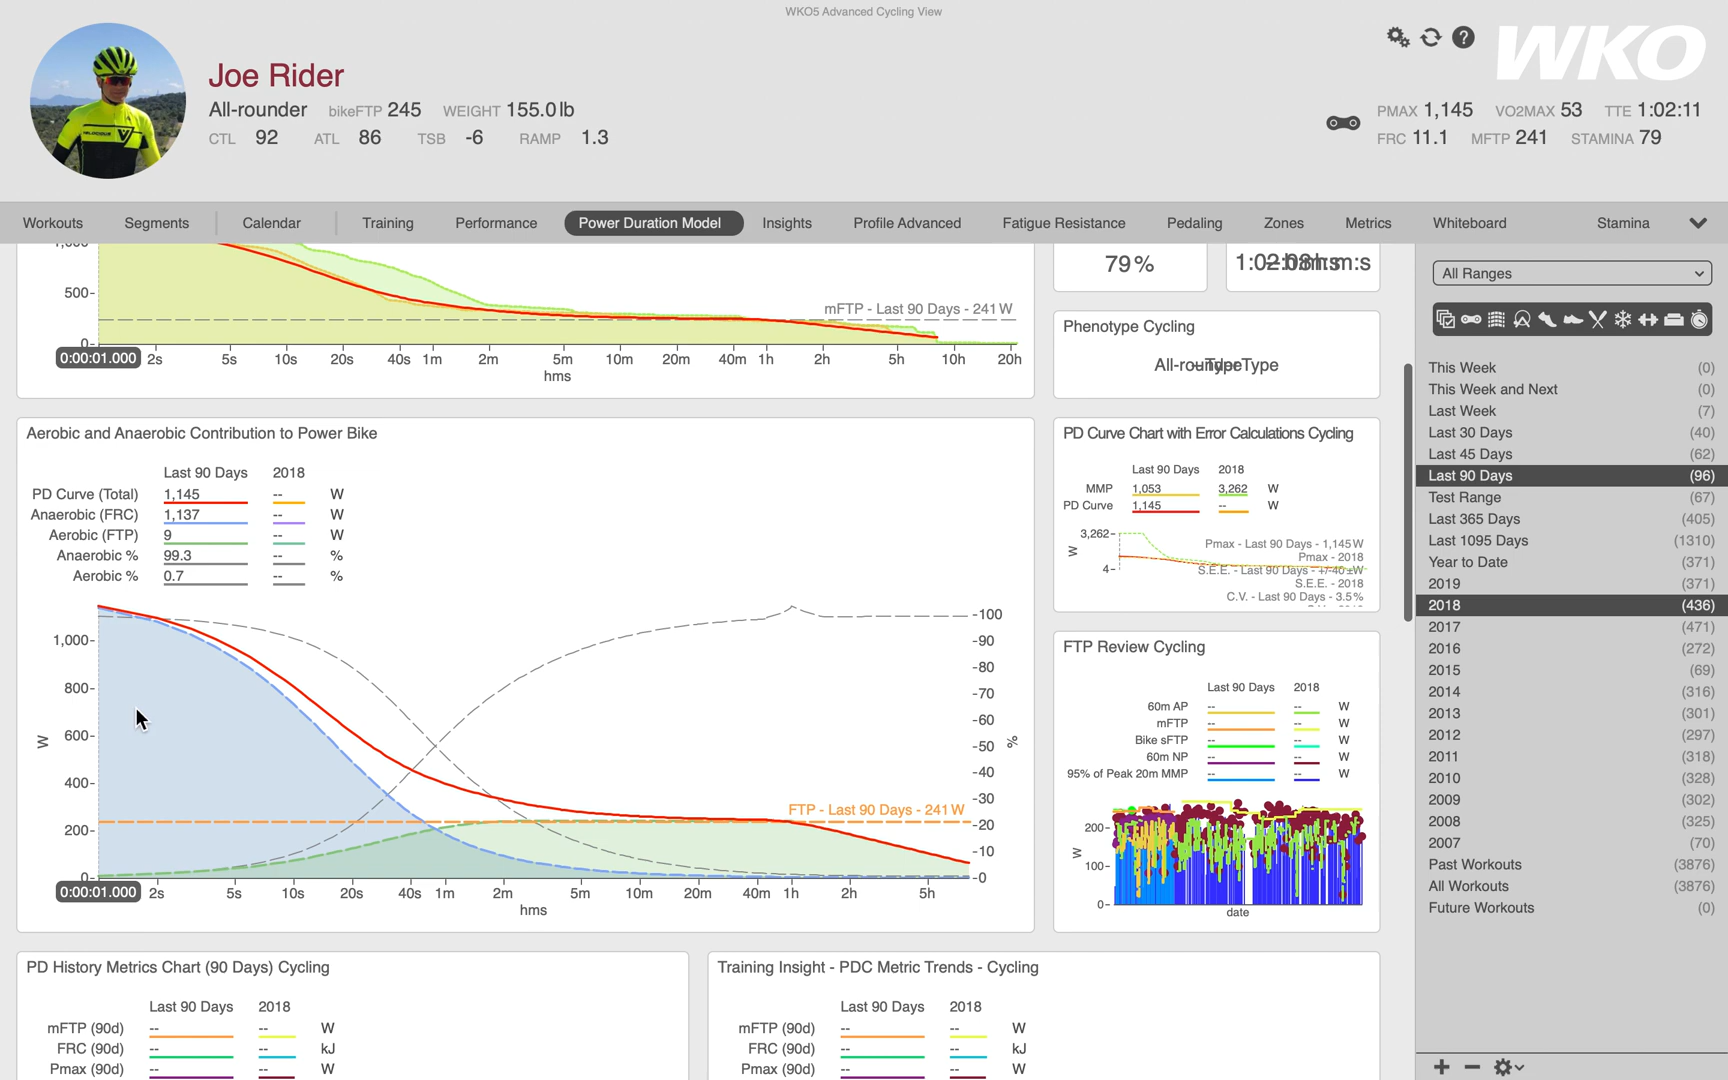 WKO5 Advanced Cycling View
Joe Rider
All-rounder bikeFTP 245 WEIGHT 155.0 lb
CTL 92 ATL 86 TSB -6 RAMP 1.3
WKO
PMAX 1,145 VO2MAX 53 TTE 1:02:11
FRC 11.1 MFTP 241 STAMINA 79
Workouts Segments Calendar Training Performance Power Duration Model Insights Profile Advanced Fatigue Resistance Pedaling Zones Metrics Whiteboard Stamina
500-
mFTP - Last 90 Days - 241 W
0-
0:00:01.000 2s 5s 10s 20s 40s 1m 2m 5m 10m 20m 40m 1h 2h 5h 10h 20h
hms
79%
Phenotype Cycling
Aerobic and Anaerobic Contribution to Power Bike
Last 90 Days 2018
PD Curve (Total) 1,145 -- W
Anaerobic (FRC) 1,137 -- W
Aerobic (FTP) 9 -- W
Anaerobic % 99.3 -- %
Aerobic % 0.7 -- %
1,000-
800-
600-
400-
200-
0-
W
-100
-90
-80
-70
-60
-50
-40
-30
-20
-10
-0
%
FTP - Last 90 Days - 241 W
0:00:01.000 2s 5s 10s 20s 40s 1m 2m 5m 10m 20m 40m 1h 2h 5h
hms
PD Curve Chart with Error Calculations Cycling
Last 90 Days 2018
MMP 1,053 3,262 W
PD Curve 1,145 -- W
3,262-
W
4-
Pmax - Last 90 Days - 1,145 W
Pmax - 2018
S.E.E. - Last 90 Days - +/-40
S.E.E. - 2018
C.V. - Last 90 Days - 3.5%
FTP Review Cycling
Last 90 Days 2018
60m AP -- -- W
mFTP -- -- W
Bike sFTP -- -- W
60m NP -- -- W
95% of Peak 20m MMP -- -- W
200-
100-
0-
W
date
PD History Metrics Chart (90 Days) Cycling
Last 90 Days 2018
mFTP (90d) -- -- W
FRC (90d) -- -- kJ
Pmax (90d) -- -- W
Training Insight - PDC Metric Trends - Cycling
Last 90 Days 2018
mFTP (90d) -- -- W
FRC (90d) -- -- kJ
Pmax (90d) -- -- W
All Ranges
This Week (0)
This Week and Next (0)
Last Week (7)
Last 30 Days (40)
Last 45 Days (62)
Last 90 Days (96)
Test Range (67)
Last 365 Days (405)
Last 1095 Days (1310)
Year to Date (371)
2019 (371)
2018 (436)
2017 (471)
2016 (272)
2015 (69)
2014 (316)
2013 (301)
2012 (297)
2011 (318)
2010 (328)
2009 (302)
2008 (325)
2007 (70)
Past Workouts (3876)
All Workouts (3876)
Future Workouts (0)